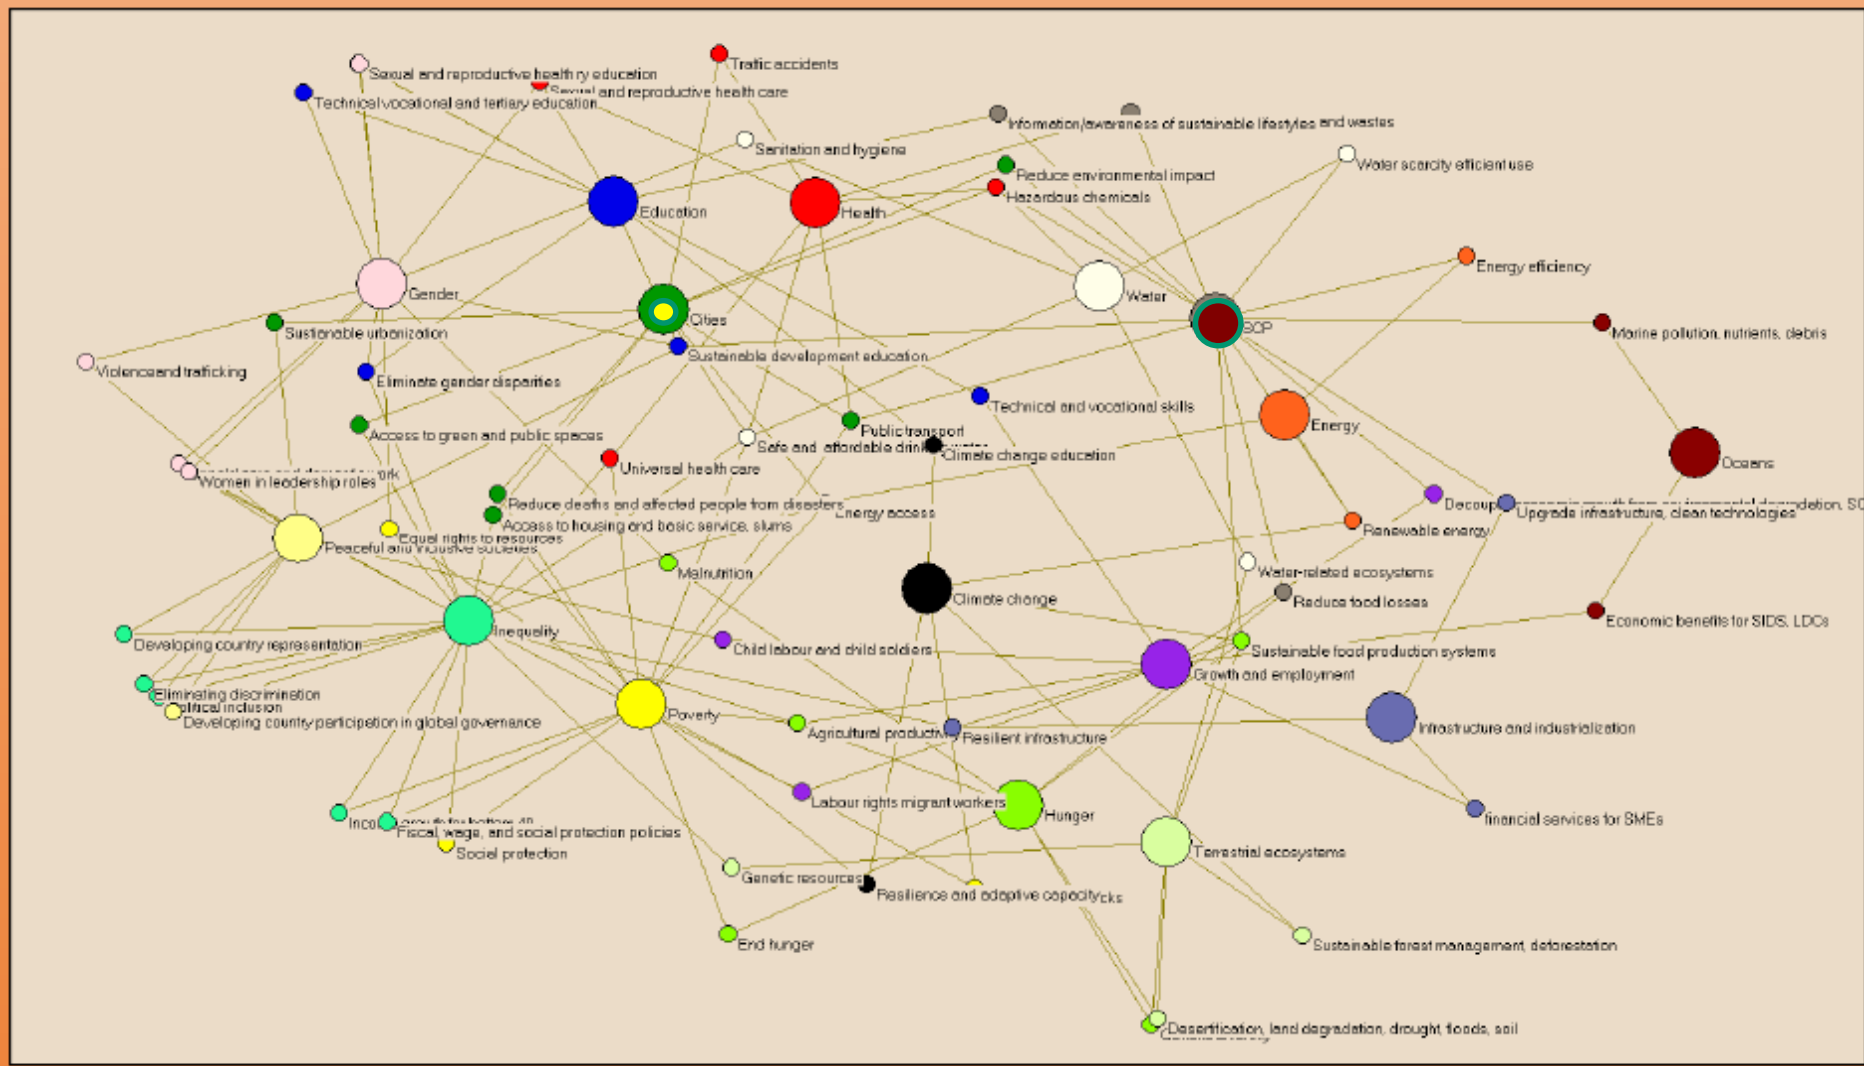 Traffic accidents
Sexual and reproductive health ry education
Sexual and reproductive health care
Technical vocational and tertiary education
Information/awareness of sustainable lifestyles and wastes
Sanitation and hygiene
Water scarcity efficient use
Reduce environmental impact
Hazardous chemicals
Education
Health
Energy efficiency
Gender
Water
Cities
SCP
Sustianable urbanization
Marine pollution, nutrients, debris
Sustainable development education
Violence and trafficking
Eliminate gender disparities
Technical and vocational skills
Energy
Public transport
Access to green and public spaces
Safe and affordable drink
Climate change education
Oceans
Universal health care
Women in leadership roles
Reduce deaths and affected people from disasters
Energy access
Upgrade infrastructure, clean technologies
Access to housing and basic service, slums
Renewable energy
Equal rights to resources
Peaceful and inclusive societies
Malnutrition
Water-related ecosystems
Climate change
Reduce food losses
Economic benefits for SIDS, LDCs
Inequality
Developing country representation
Child labour and child soldiers
Sustainable food production systems
Growth and employment
Eliminating discrimination
political inclusion
Poverty
Developing country participation in global governance
Agricultural productiv
Resilient infrastructure
Infrastructure and industrialization
Labour rights migrant workers
Hunger
financial services for SMEs
Fiscal, wage, and social protection policies
Social protection
Terrestrial ecosystems
Genetic resources
Resilience and adaptive capacity cks
End hunger
Sustainable forest management, deforestation
Desertification, land degradation, drought, floods, soil